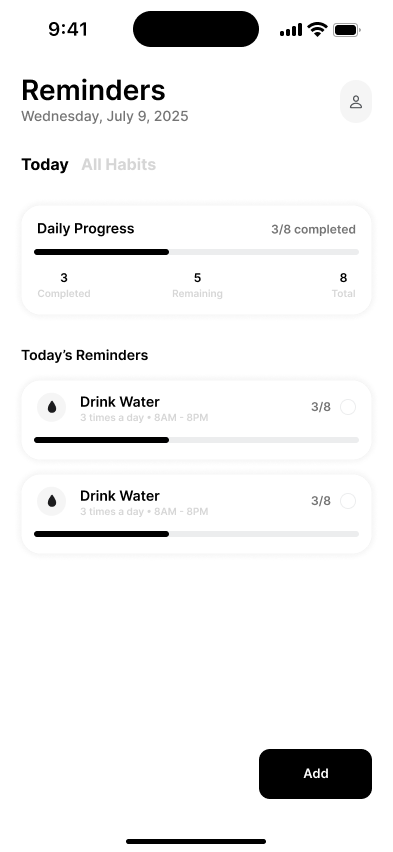 9:41
Reminders
Wednesday, July 9, 2025
Today All Habits
Daily Progress 3/8 completed
3 5 8
Completed Remaining Total
Today’s Reminders
Drink Water 3/8
3 times a day • 8AM - 8PM
Drink Water 3/8
3 times a day • 8AM - 8PM
Add